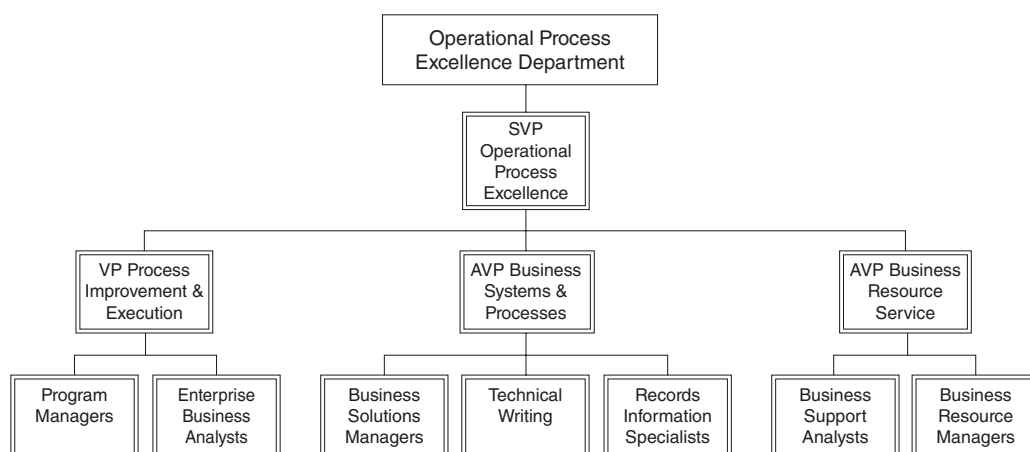 Operational Process
Excellence Department
SVP
Operational
Process
Excellence
VP Process
Improvement &
Execution
AVP Business
Systems &
Processes
AVP Business
Resource
Service
Program
Managers
Enterprise
Business
Analysts
Business
Solutions
Managers
Technical
Writing
Records
Information
Specialists
Business
Support
Analysts
Business
Resource
Managers